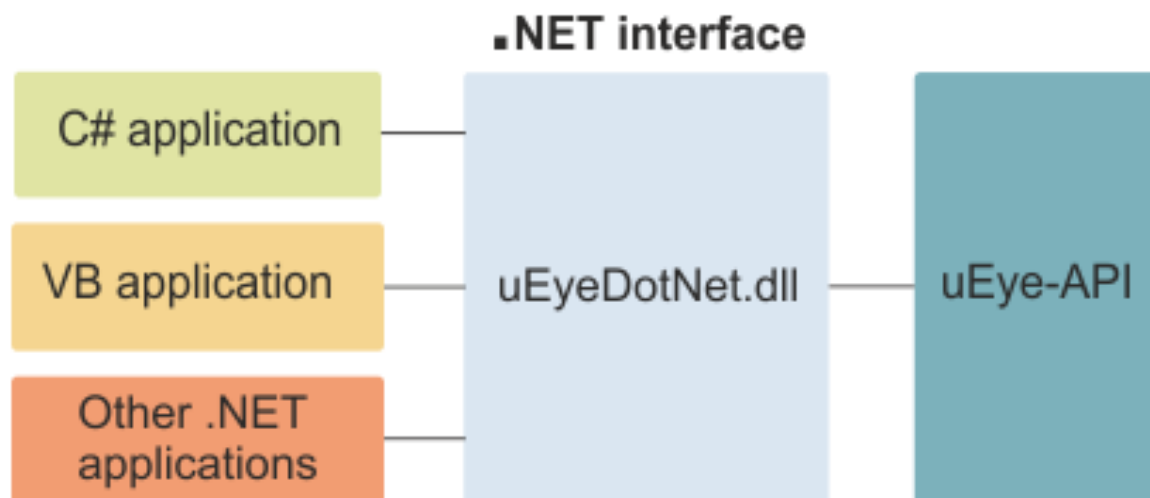 .NET interface
C# application
VB application
uEyeDotNet.dll
uEye-API
Other .NET
applications